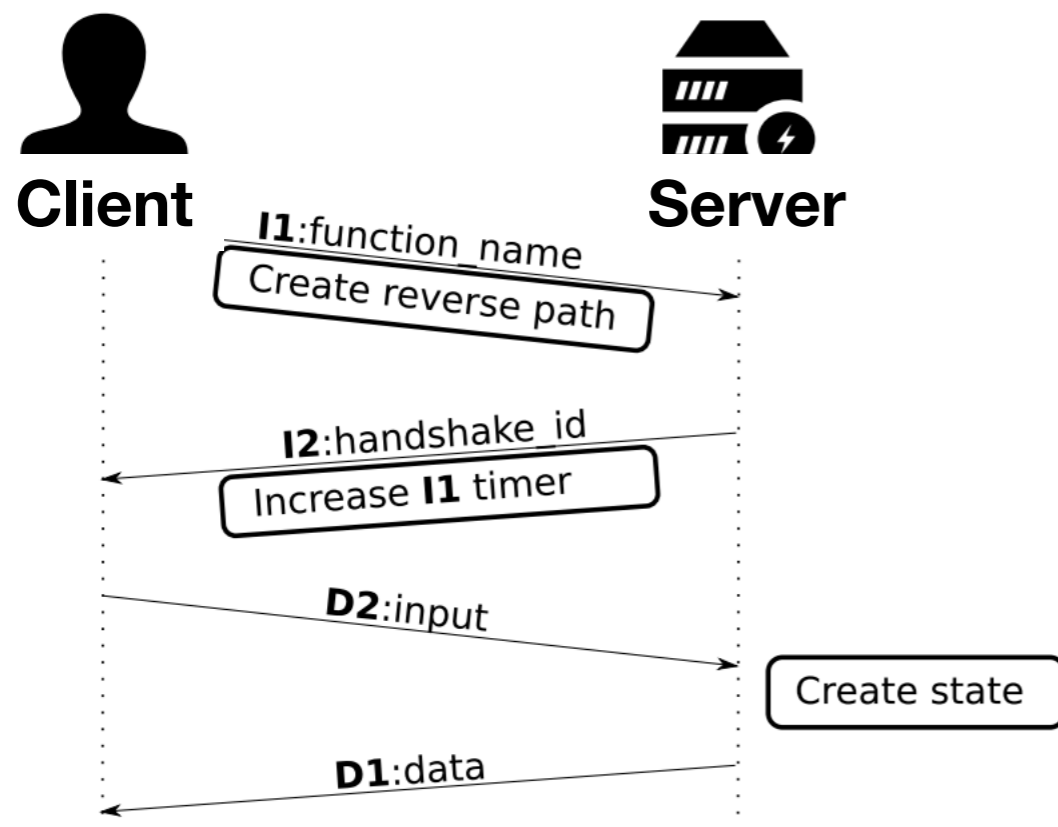 Client
Server
I1:function_name
Create reverse path
I2:handshake_id
Increase I1 timer
D2:input
Create state
D1:data